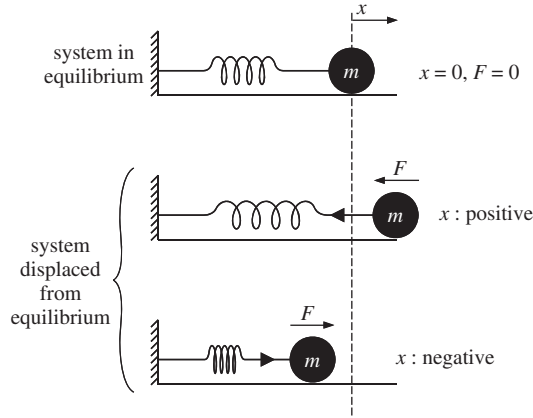 x
system in
equilibrium
m
x = 0, F = 0
F
m
x : positive
system
displaced
from
equilibrium
F
m
x : negative